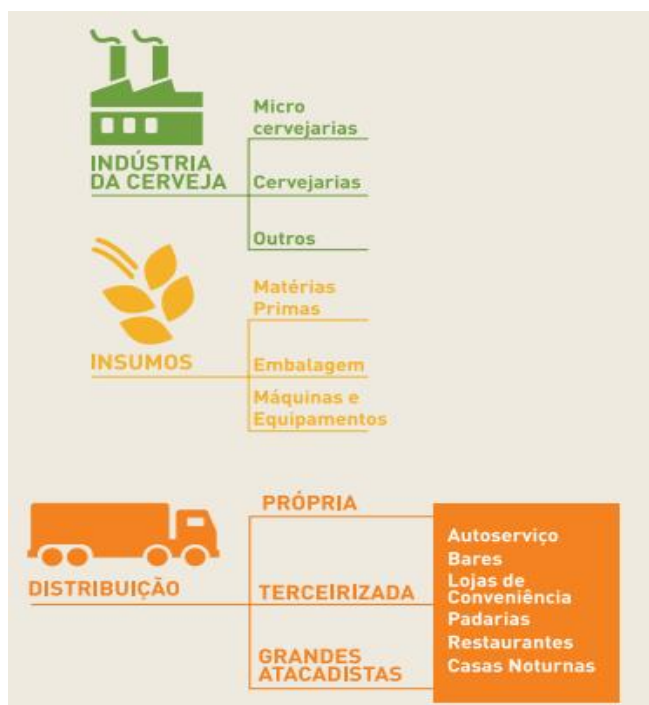 Micro
cervejarias
INDÚSTRIA
DA CERVEJA
Cervejarias
Outros
Matérias
Primas
INSUMOS
Embalagem
Máquinas e
Equipamentos
PRÓPRIA
DISTRIBUIÇÃO
TERCEIRIZADA
GRANDES
ATACADISTAS
Autoserviço
Bares
Lojas de
Conveniência
Padarias
Restaurantes
Casas Noturnas